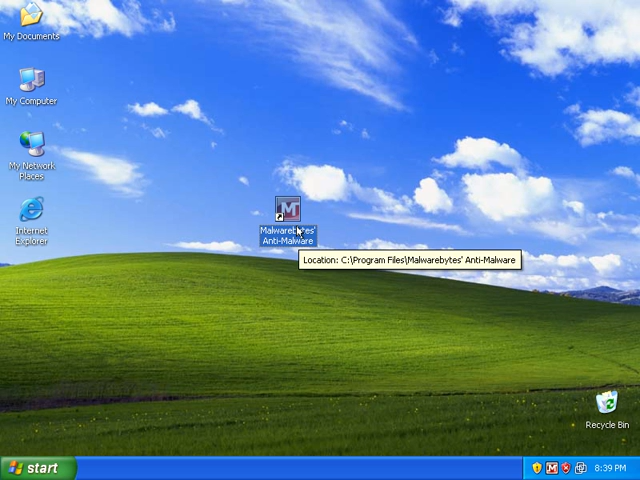 My Documents
My Computer
My Network
Places
Internet
Explorer
M
Malwarebytes'
Anti-Malware
Location: C:\Program Files\Malwarebytes' Anti-Malware
Recycle Bin
start
M
8:39 PM